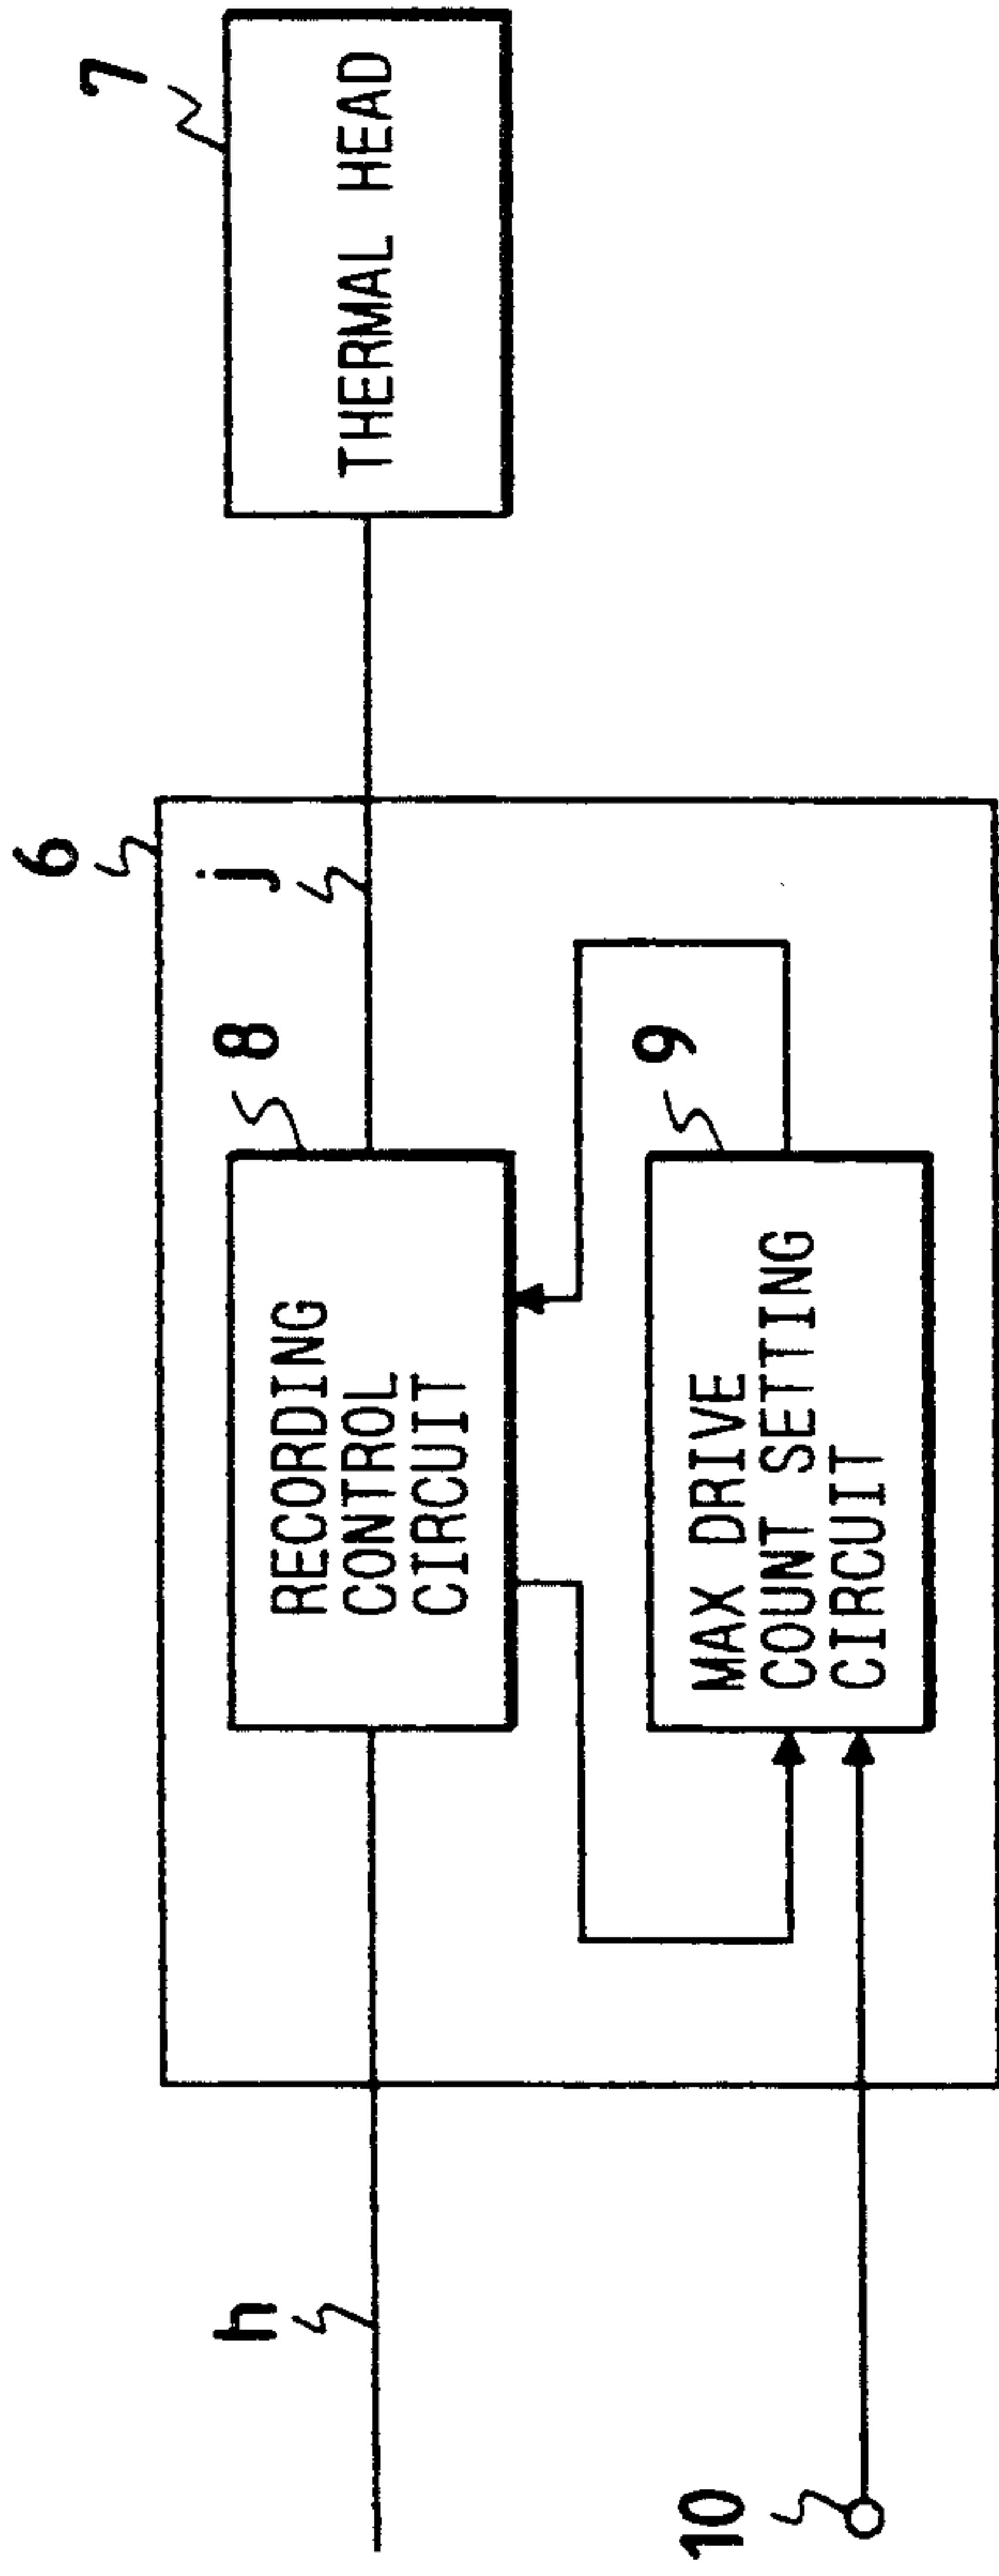 6
7
j
THERMAL HEAD
8
RECORDING
CONTROL
CIRCUIT
h
9
MAX DRIVE
COUNT SETTING
CIRCUIT
10